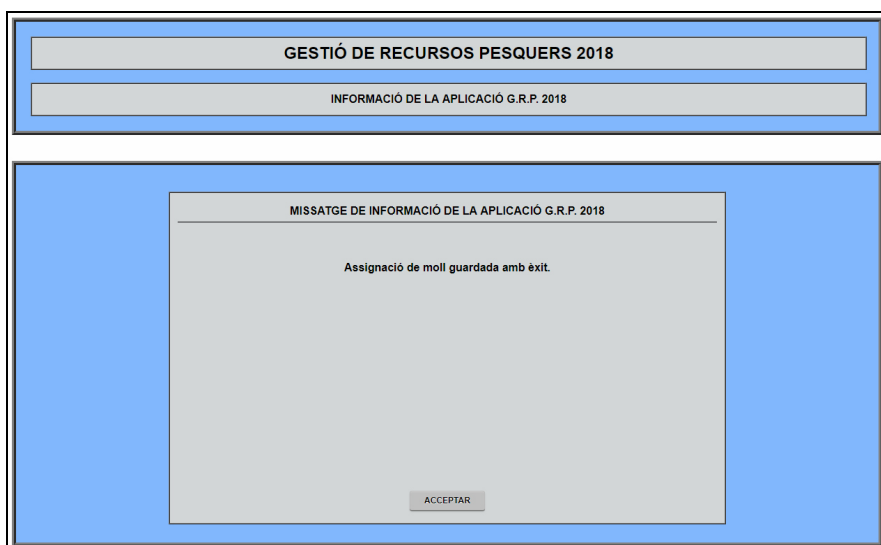 GESTIÓ DE RECURSOS PESQUERS 2018
INFORMACIÓ DE LA APLICACIÓ G.R.P. 2018
MISSATGE DE INFORMACIÓ DE LA APLICACIÓ G.R.P. 2018
Assignació de moll guardada amb èxit.
ACCEPTAR